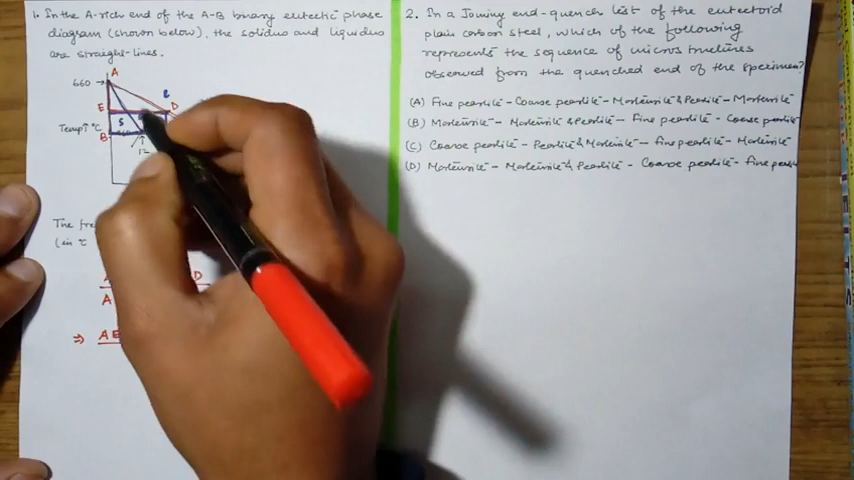 1. In the A-rich end of the A-B binary eutectic phase
diagram (shown below), the solidus and liquidus
are straight-lines.
660
A
E
D
S
Temp °C
B
12
The
(in °C
A
D
A
⇒ AE
2. In a Jominy end-quench test of the eutectoid
plain carbon steel, which of the following
represents the sequence of microstructures
observed from the quenched end of the specimen?
(A) Fine pearlite - Coarse pearlite - Martensite & Pearlite - Martensite
(B) Martensite - Martensite & Pearlite - Fine pearlite - Coarse
(C) Coarse pearlite - Pearlite & Martensite - fine pearlite - Martensite
(D) Martensite - Martensite & Pearlite - Coarse pearlite - Fine